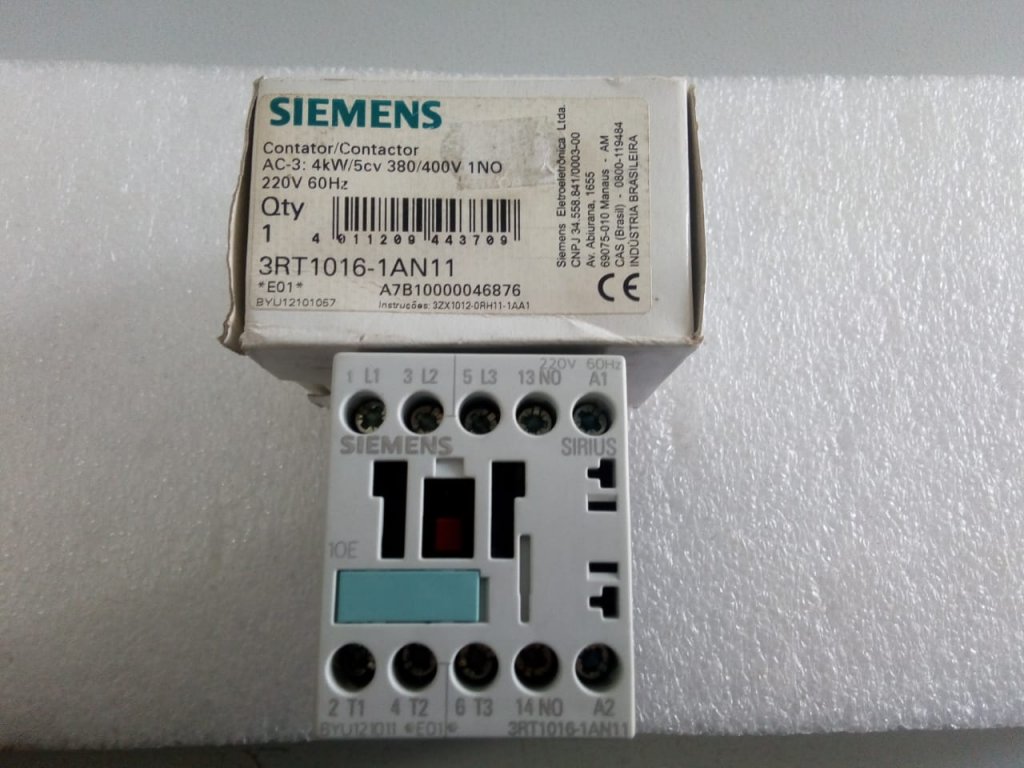 SIEMENS
Contator/Contactor
AC-3: 4kW/5cv 380/400V 1NO
220V 60Hz
Qty
1
4 011209 443709
3RT1016-1AN11
*E01*
A7B10000046876
BYU12101057
Instruções: 3ZX1012-0RH11-1AA1
CE
Siemens Eletroeletrônica Ltda.
CNPJ 34.558.841/0003-00
Av. Abiurana, 1655
69075-010 Manaus - AM
CAS (Brasil) - 0800-119484
INDÚSTRIA BRASILEIRA
220V 60Hz
1 L1 3 L2 5 L3 13 NO A1
SIEMENS SIRIUS
10E
2 T1 4 T2 6 T3 14 NO A2
BYU121011 *E01* 3RT1016-1AN11